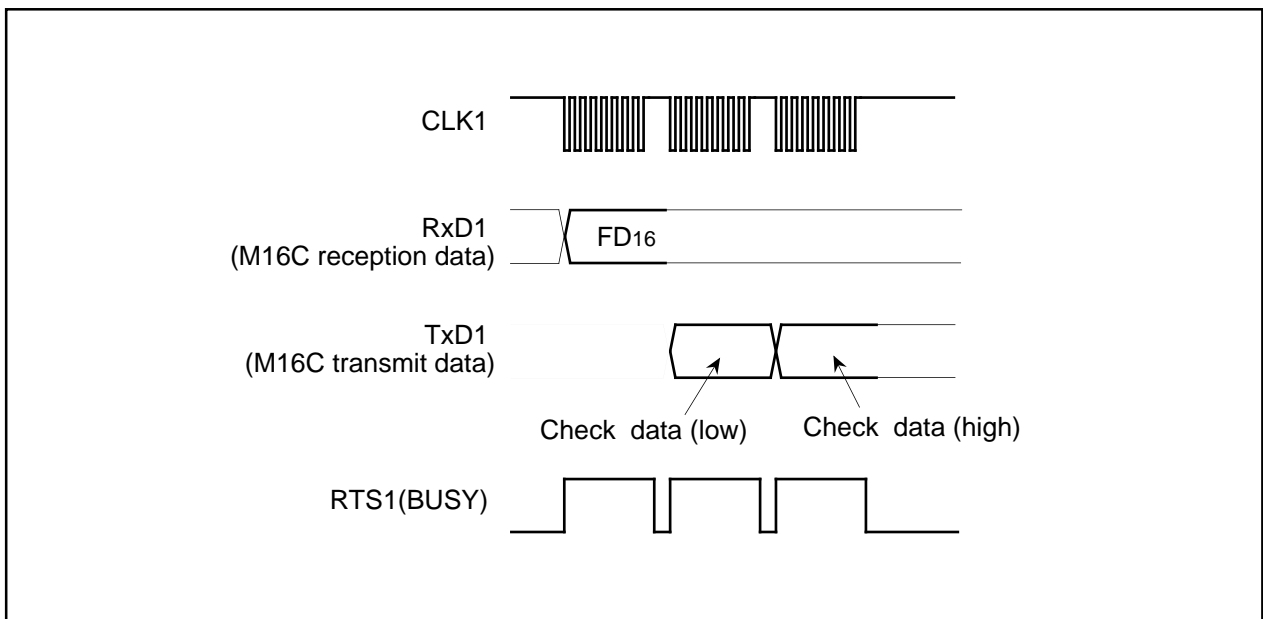 CLK1
RxD1
(M16C reception data)
FD16
TxD1
(M16C transmit data)
Check data (low)
Check data (high)
RTS1(BUSY)